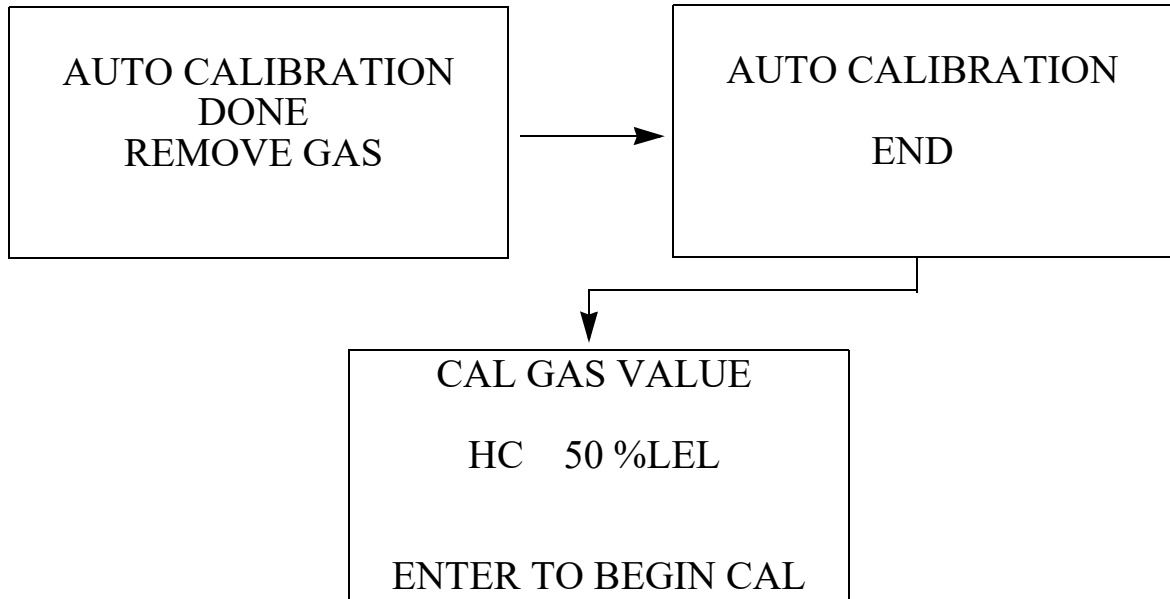 AUTO CALIBRATION
DONE
REMOVE GAS
AUTO CALIBRATION
END
CAL GAS VALUE
HC 50 %LEL
ENTER TO BEGIN CAL